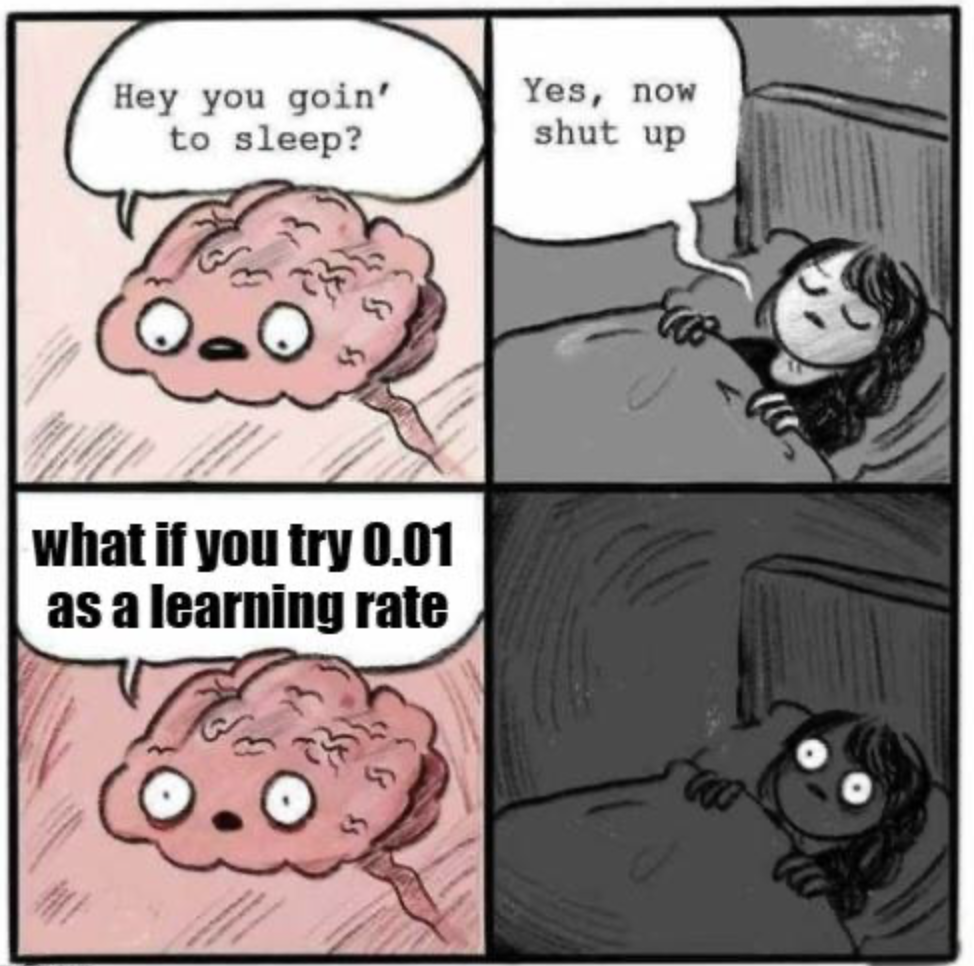 Hey you goin'
to sleep?
Yes, now
shut up
what if you try 0.01
as a learning rate